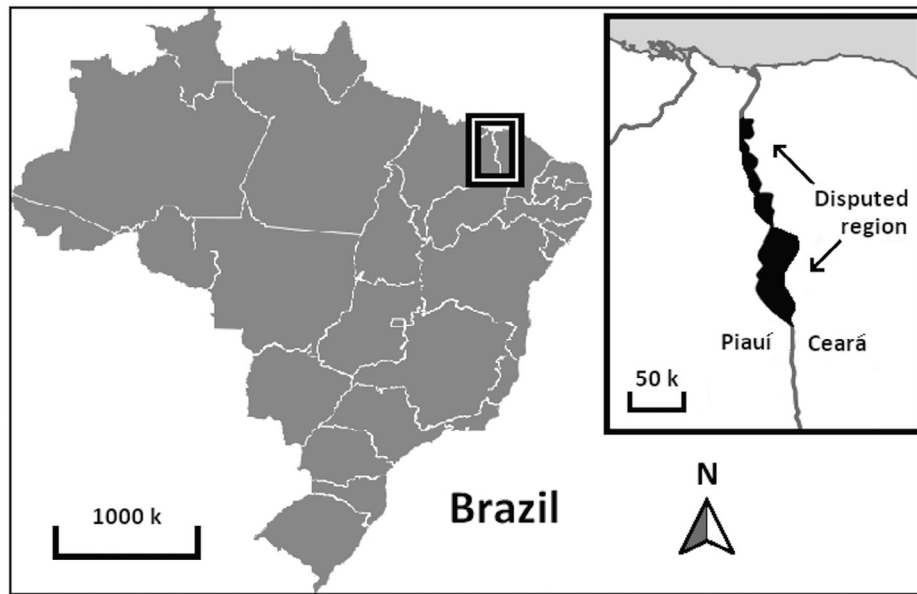 Disputed
region
Piauí
Ceará
50 k
1000 k
Brazil
N